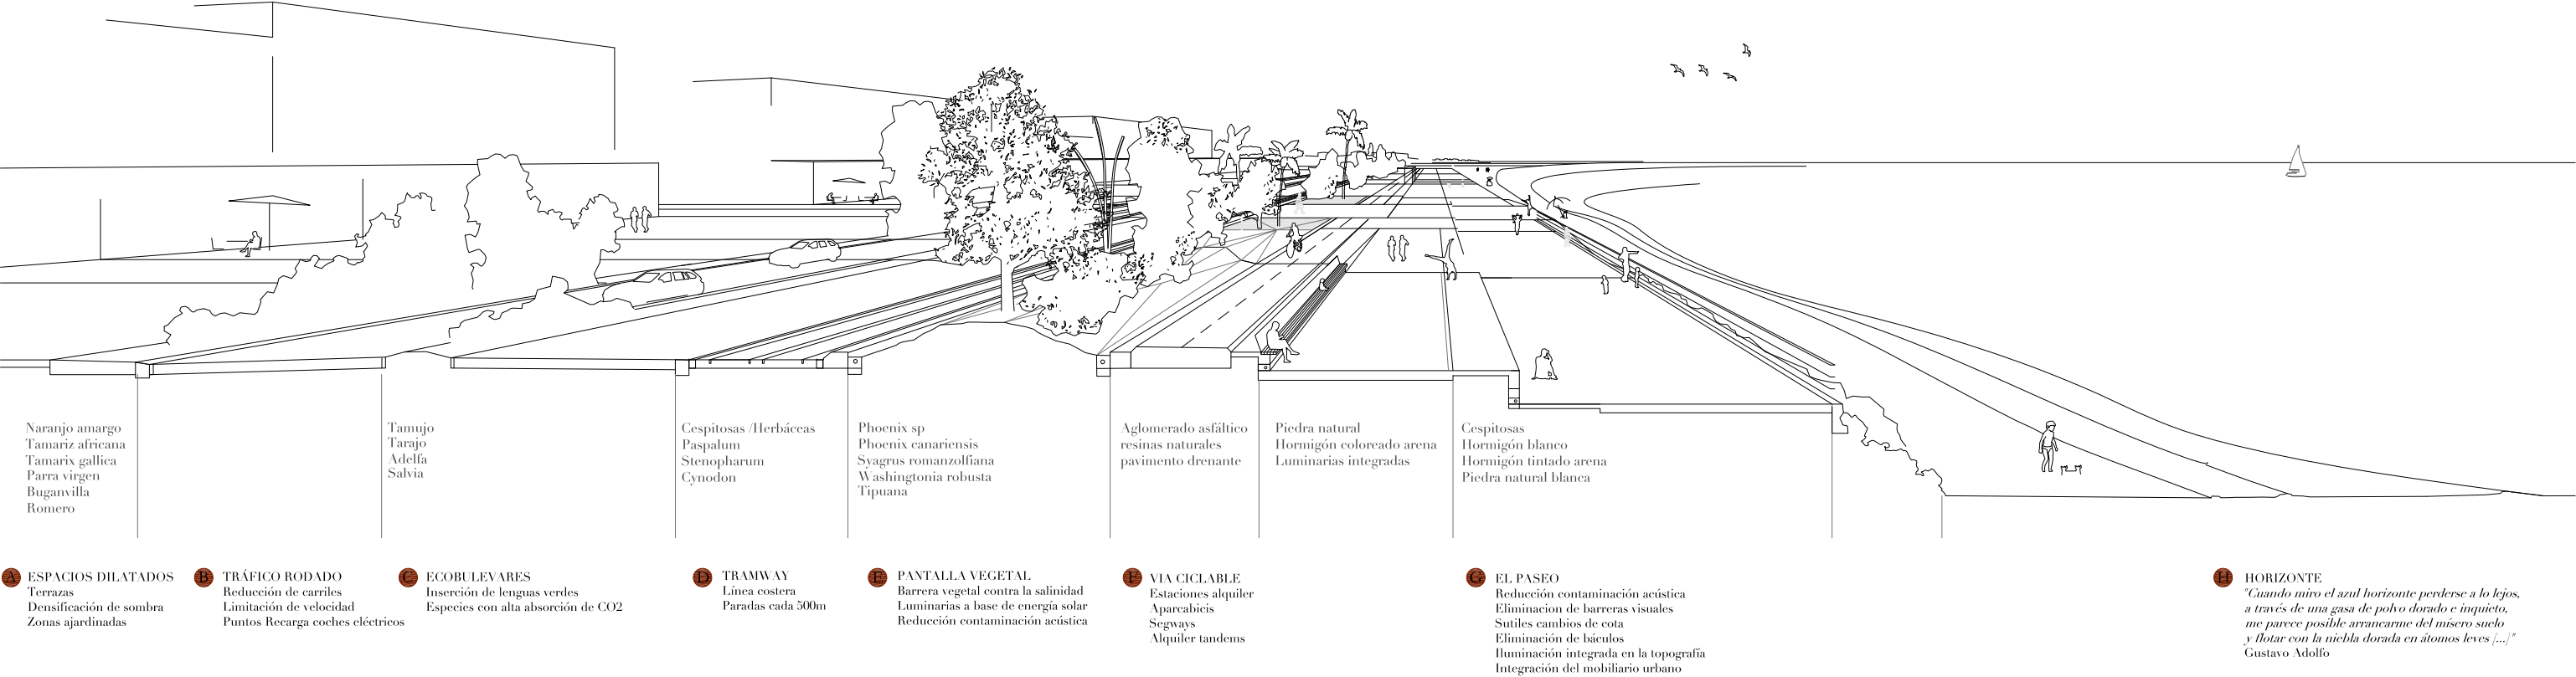 Naranjo amargo
Tamariz africana
Tamarix gallica
Parra virgen
Buganvilla
Romero
Tamujo
Tarajo
Adelfa
Salvia
Cespitosas /Herbáceas
Paspalum
Stenopharum
Cynodon
Phoenix sp
Phoenix canariensis
Syagrus romanzolfiana
Washingtonia robusta
Tipuana
Aglomerado asfáltico
resinas naturales
pavimento drenante
Piedra natural
Hormigón coloreado arena
Luminarias integradas
Cespitosas
Hormigón blanco
Hormigón tintado arena
Piedra natural blanca
A ESPACIOS DILATADOS
Terrazas
Densificación de sombra
Zonas ajardinadas
B TRÁFICO RODADO
Reducción de carriles
Limitación de velocidad
Puntos Recarga coches eléctricos
C ECOBULEVARES
Inserción de lenguas verdes
Especies con alta absorción de CO2
D TRAMWAY
Línea costera
Paradas cada 500m
E PANTALLA VEGETAL
Barrera vegetal contra la salinidad
Luminarias a base de energía solar
Reducción contaminación acústica
F VIA CICLABLE
Estaciones alquiler
Aparcabicis
Segways
Alquiler tandems
G EL PASEO
Reducción contaminación acústica
Eliminacion de barreras visuales
Sutiles cambios de cota
Eliminación de báculos
Iluminación integrada en la topografía
Integración del mobiliario urbano
H HORIZONTE
"Cuando miro el azul horizonte perderse a lo lejos,
a través de una gasa de polvo dorado e inquieto,
me parece posible arrancarme del mísero suelo
y flotar con la niebla dorada en átomos leves [...]"
Gustavo Adolfo